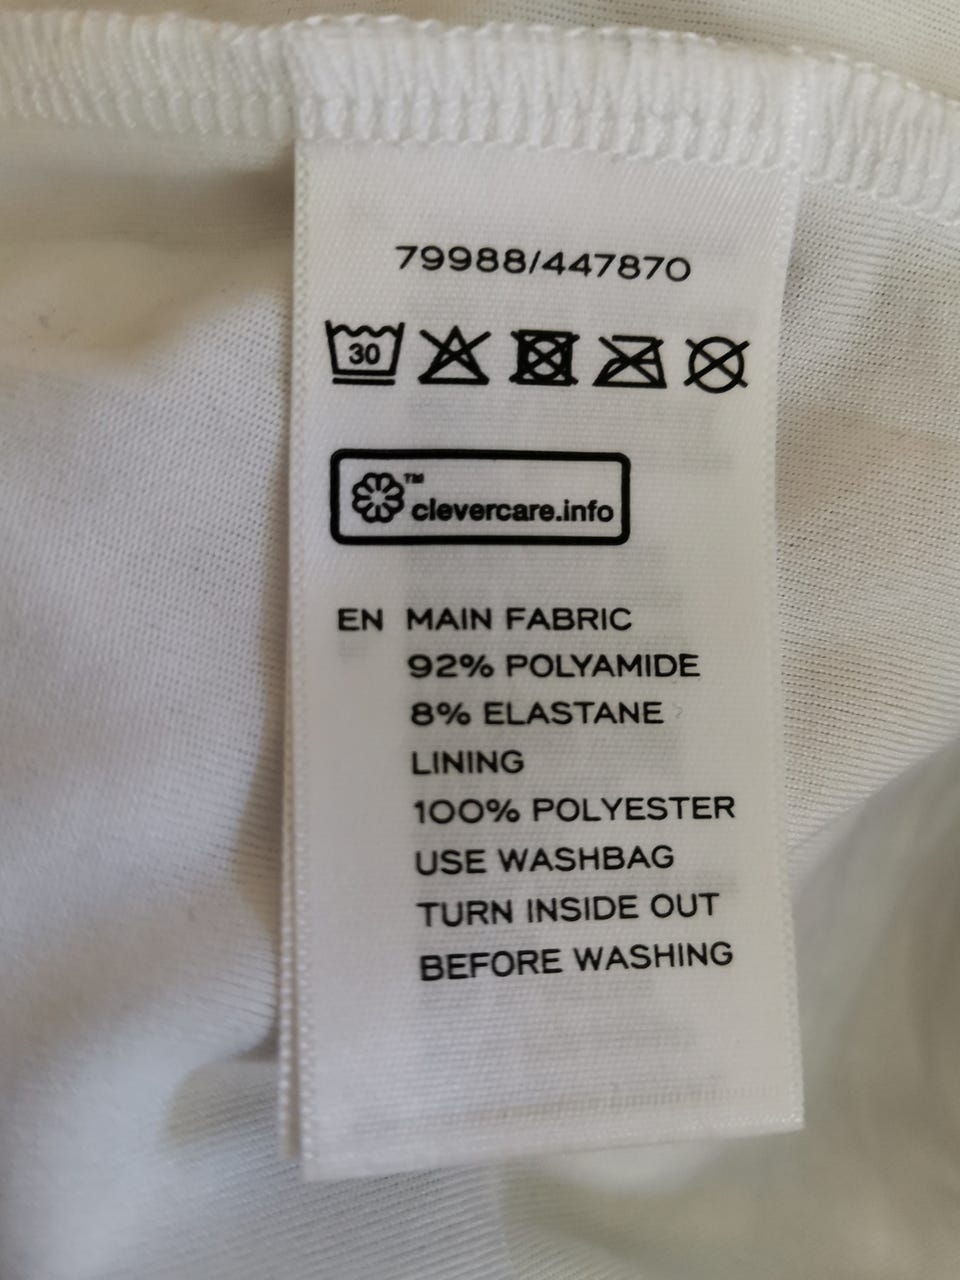 79988/447870
30
™
clevercare.info
EN MAIN FABRIC
92% POLYAMIDE
8% ELASTANE
LINING
100% POLYESTER
USE WASHBAG
TURN INSIDE OUT
BEFORE WASHING